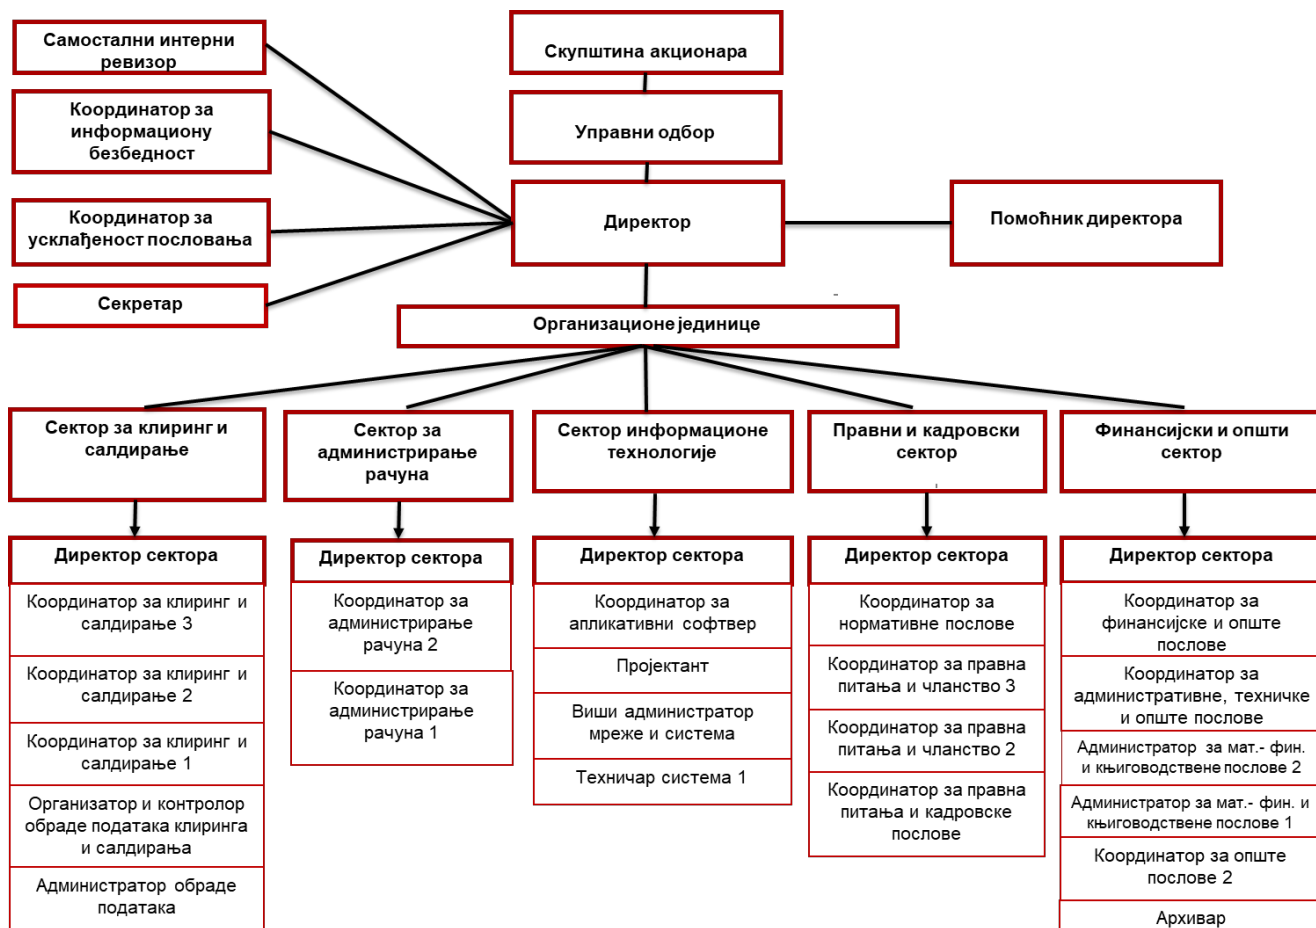 Самостални интерни
ревизор
Координатор за
информациону
безбедност
Координатор за
усклађеност пословања
Секретар
Скупштина акционара
Управни одбор
Директор
Помоћник директора
Организационе јединице
Сектор за клиринг и
салдирање
Директор сектора
Координатор за клиринг и
салдирање 3
Координатор за клиринг и
салдирање 2
Координатор за клиринг и
салдирање 1
Организатор и контролор
обраде података клиринга
и салдирања
Администратор обраде
података
Сектор за
администрирање
рачуна
Директор сектора
Координатор за
администрирање
рачуна 2
Координатор за
администрирање
рачуна 1
Сектор информационе
технологије
Директор сектора
Координатор за
апликативни софтвер
Пројектант
Виши администратор
мреже и система
Техничар система 1
Правни и кадровски
сектор
Директор сектора
Координатор за
нормативне послове
Координатор за правна
питања и чланство 3
Координатор за правна
питања и чланство 2
Координатор за правна
питања и кадровске
послове
Финансијски и општи
сектор
Директор сектора
Координатор за
финансијске и опште
послове
Координатор за
административне, техничке
и опште послове
Администратор за мат.- фин.
и књиговодствене послове 2
Администратор за мат.- фин. и
књиговодствене послове 1
Координатор за опште
послове 2
Архивар